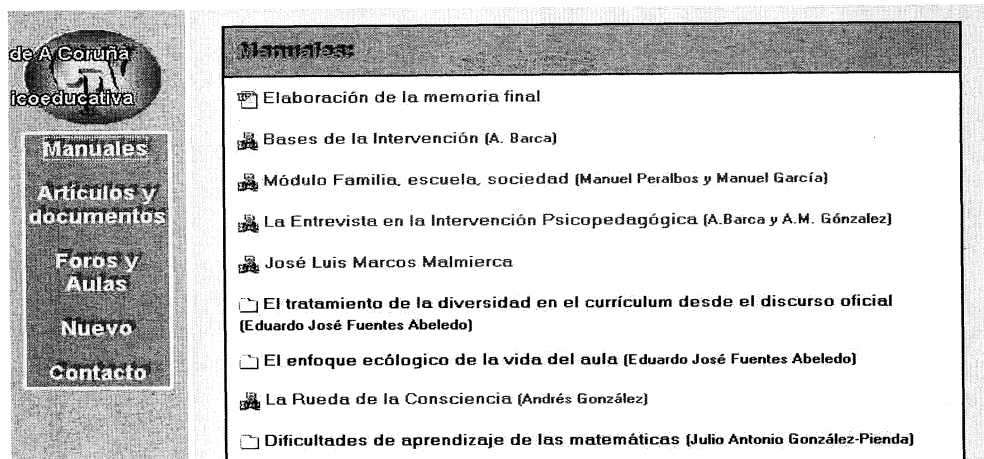 de A Coruña
icoeducativa
Manuales
Artículos y
documentos
Foros y
Aulas
Nuevo
Contacto
Manuales:
Elaboración de la memoria final
Bases de la Intervención (A. Barca)
Módulo Familia, escuela, sociedad (Manuel Peralbos y Manuel García)
La Entrevista en la Intervención Psicopedagógica (A.Barca y A.M. Gónzalez)
José Luis Marcos Malmierca
El tratamiento de la diversidad en el currículum desde el discurso oficial
(Eduardo José Fuentes Abeledo)
El enfoque ecólogico de la vida del aula (Eduardo José Fuentes Abeledo)
La Rueda de la Consciencia (Andrés González)
Dificultades de aprendizaje de las matemáticas (Julio Antonio González-Pienda)